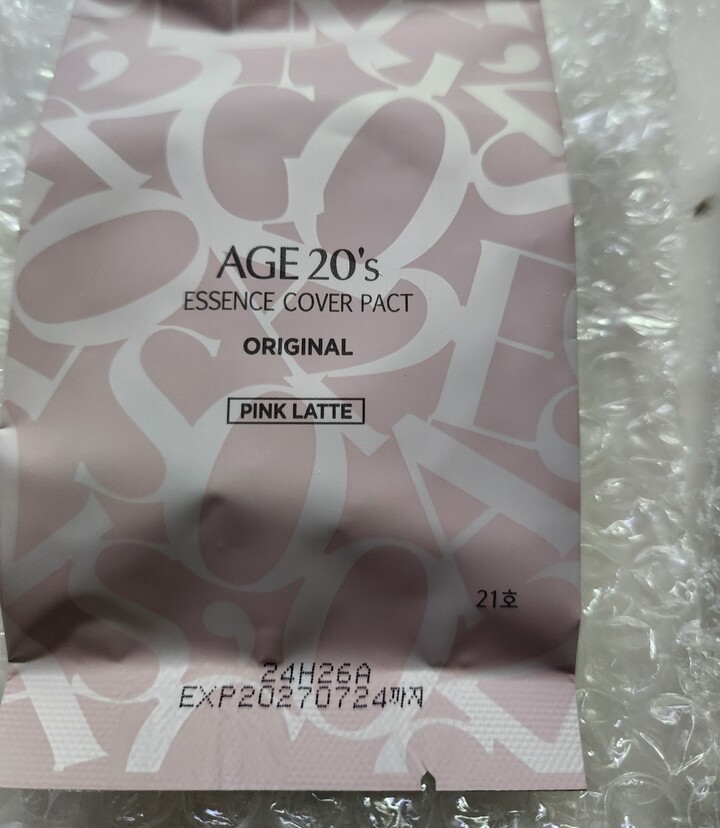 AGE 20's
ESSENCE COVER PACT
ORIGINAL
PINK LATTE
21호
24H26A
EXP20270724까지